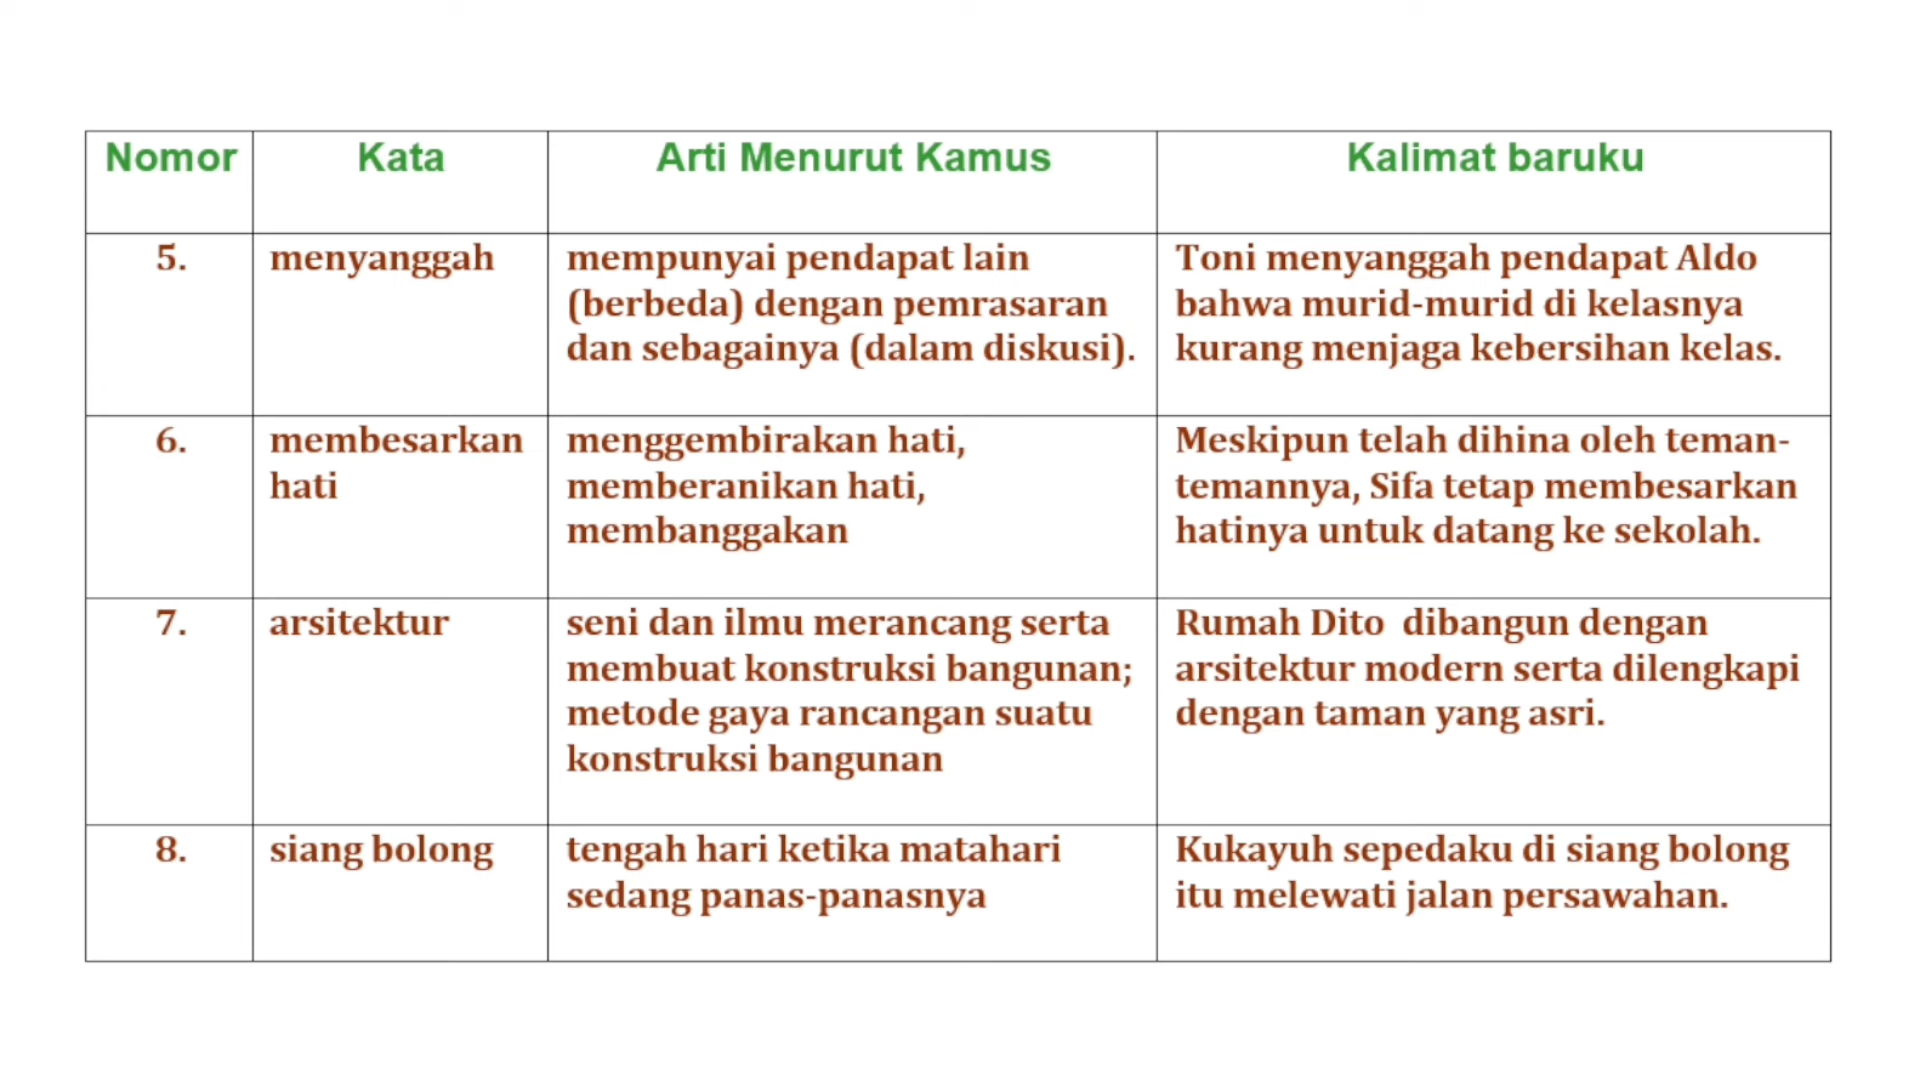 Nomor Kata Arti Menurut Kamus Kalimat baruku
5. menyanggah mempunyai pendapat lain Toni menyanggah pendapat Aldo
(berbeda) dengan pemrasaran bahwa murid-murid di kelasnya
dan sebagainya (dalam diskusi). kurang menjaga kebersihan kelas.
6. membesarkan menggembirakan hati, Meskipun telah dihina oleh teman-
hati memberanikan hati, temannya, Sifa tetap membesarkan
membanggakan hatinya untuk datang ke sekolah.
7. arsitektur seni dan ilmu merancang serta Rumah Dito dibangun dengan
membuat konstruksi bangunan; arsitektur modern serta dilengkapi
metode gaya rancangan suatu dengan taman yang asri.
konstruksi bangunan
8. siang bolong tengah hari ketika matahari Kukayuh sepedaku di siang bolong
sedang panas-panasnya itu melewati jalan persawahan.